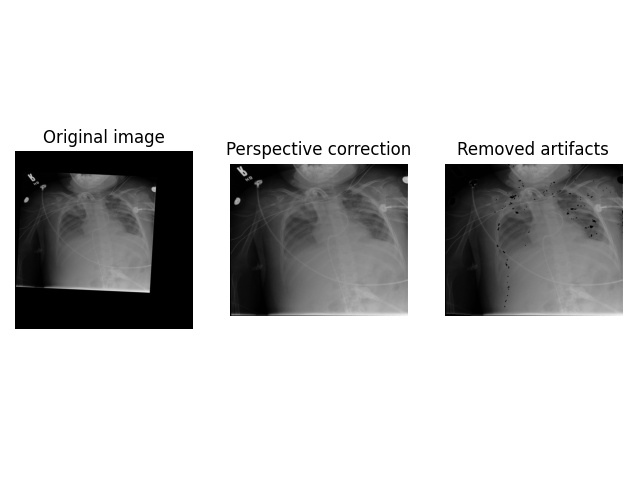 Original image
Perspective correction
Removed artifacts